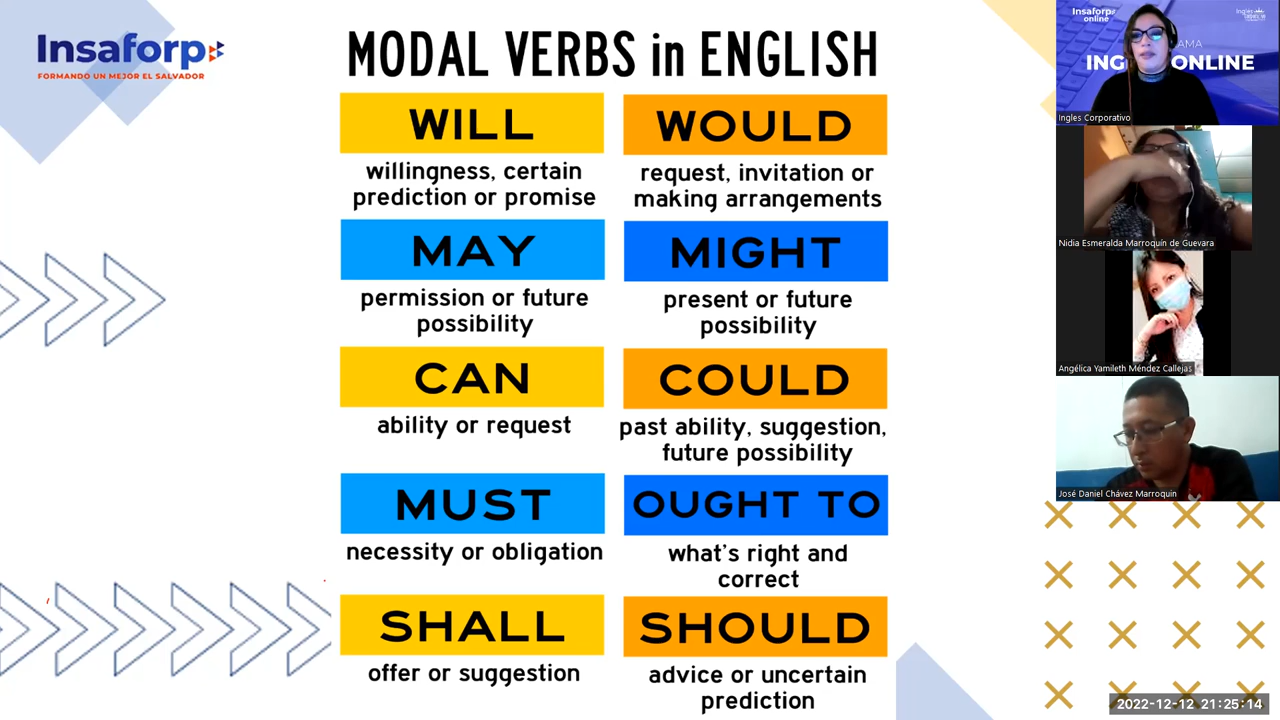 Insaforp
FORMANDO UN MEJOR EL SALVADOR
MODAL VERBS in ENGLISH
WILL
willingness, certain
prediction or promise
WOULD
request, invitation or
making arrangements
MAY
permission or future
possibility
MIGHT
present or future
possibility
CAN
ability or request
COULD
past ability, suggestion,
future possibility
MUST
necessity or obligation
OUGHT TO
what's right and
correct
SHALL
offer or suggestion
SHOULD
advice or uncertain
prediction
Insaforp
online
Inglés
AMA
ING ONLINE
Ingles Corporativo
Nidia Esmeralda Marroquín de Guevara
Angélica Yamileth Méndez Callejas
José Daniel Chávez Marroquin
2022-12-12 21:25:14